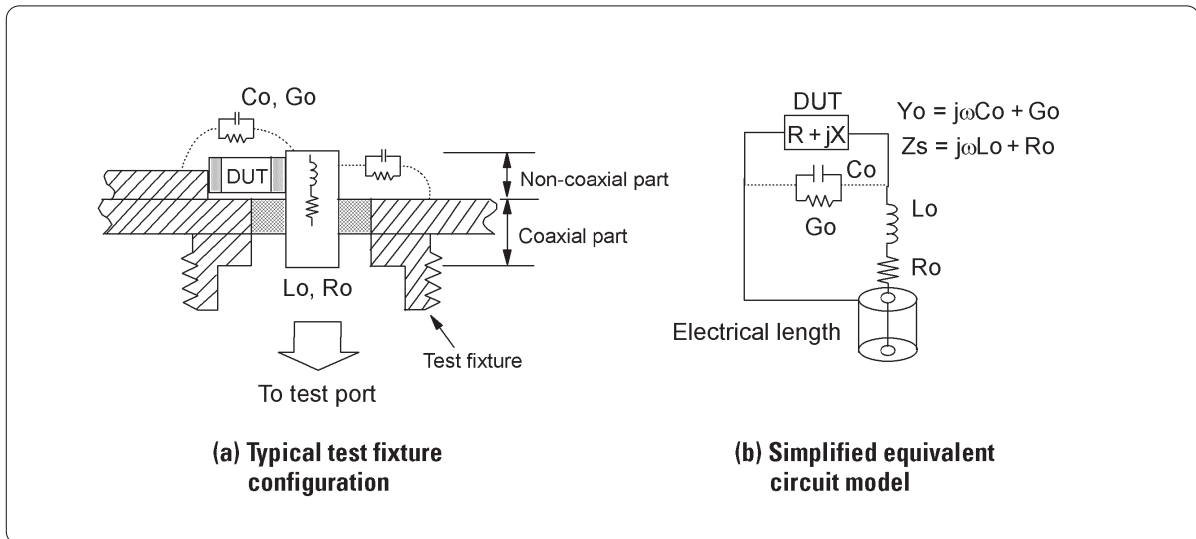 Co, Go
DUT
Non-coaxial part
Coaxial part
Lo, Ro
Test fixture
To test port
(a) Typical test fixture
configuration
DUT
R + jX
Yo = jωCo + Go
Zs = jωLo + Ro
Co
Go
Lo
Ro
Electrical length
(b) Simplified equivalent
circuit model